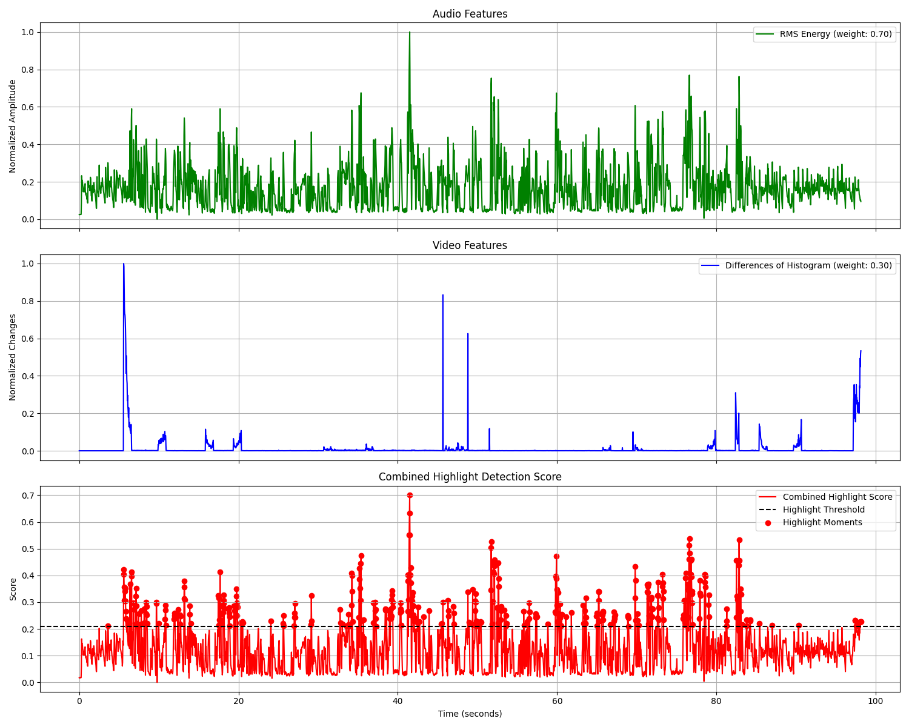 Audio Features
Normalized Amplitude
1.0
0.8
0.6
0.4
0.2
0.0
RMS Energy (weight: 0.70)
Video Features
Normalized Changes
1.0
0.8
0.6
0.4
0.2
0.0
Differences of Histogram (weight: 0.30)
Combined Highlight Detection Score
Score
0.7
0.6
0.5
0.4
0.3
0.2
0.1
0.0
Combined Highlight Score
Highlight Threshold
Highlight Moments
0 20 40 60 80 100
Time (seconds)